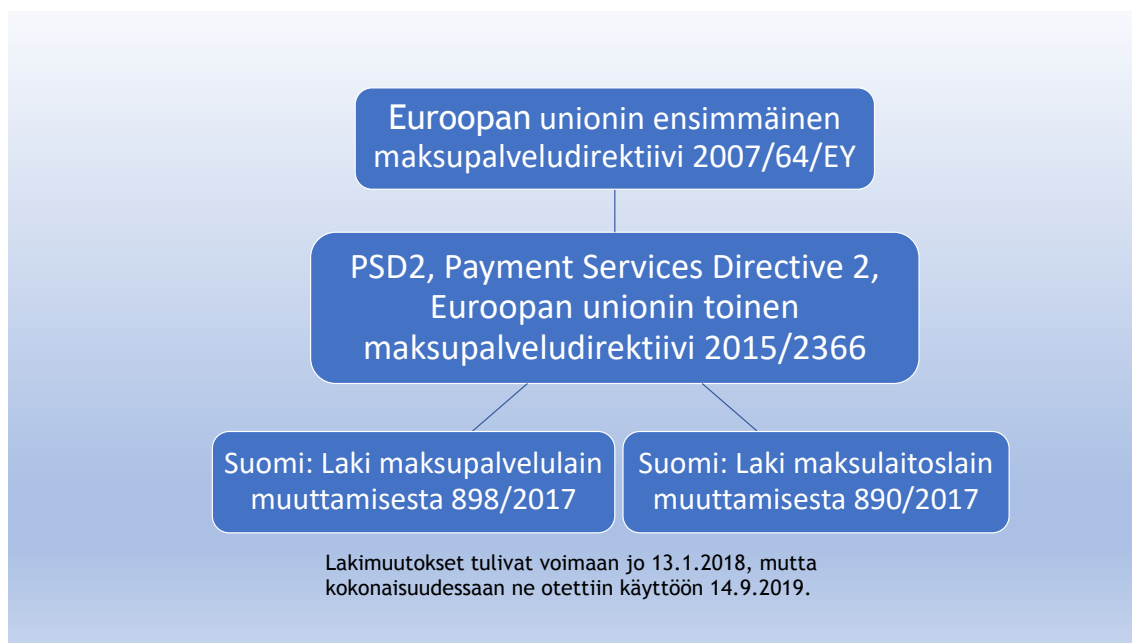 Euroopan unionin ensimmäinen
maksupalveludirektiivi 2007/64/EY
PSD2, Payment Services Directive 2,
Euroopan unionin toinen
maksupalveludirektiivi 2015/2366
Suomi: Laki maksupalvelulain
muuttamisesta 898/2017
Suomi: Laki maksulaitoslain
muuttamisesta 890/2017
Lakimuutokset tulivat voimaan jo 13.1.2018, mutta
kokonaisuudessaan ne otettiin käyttöön 14.9.2019.